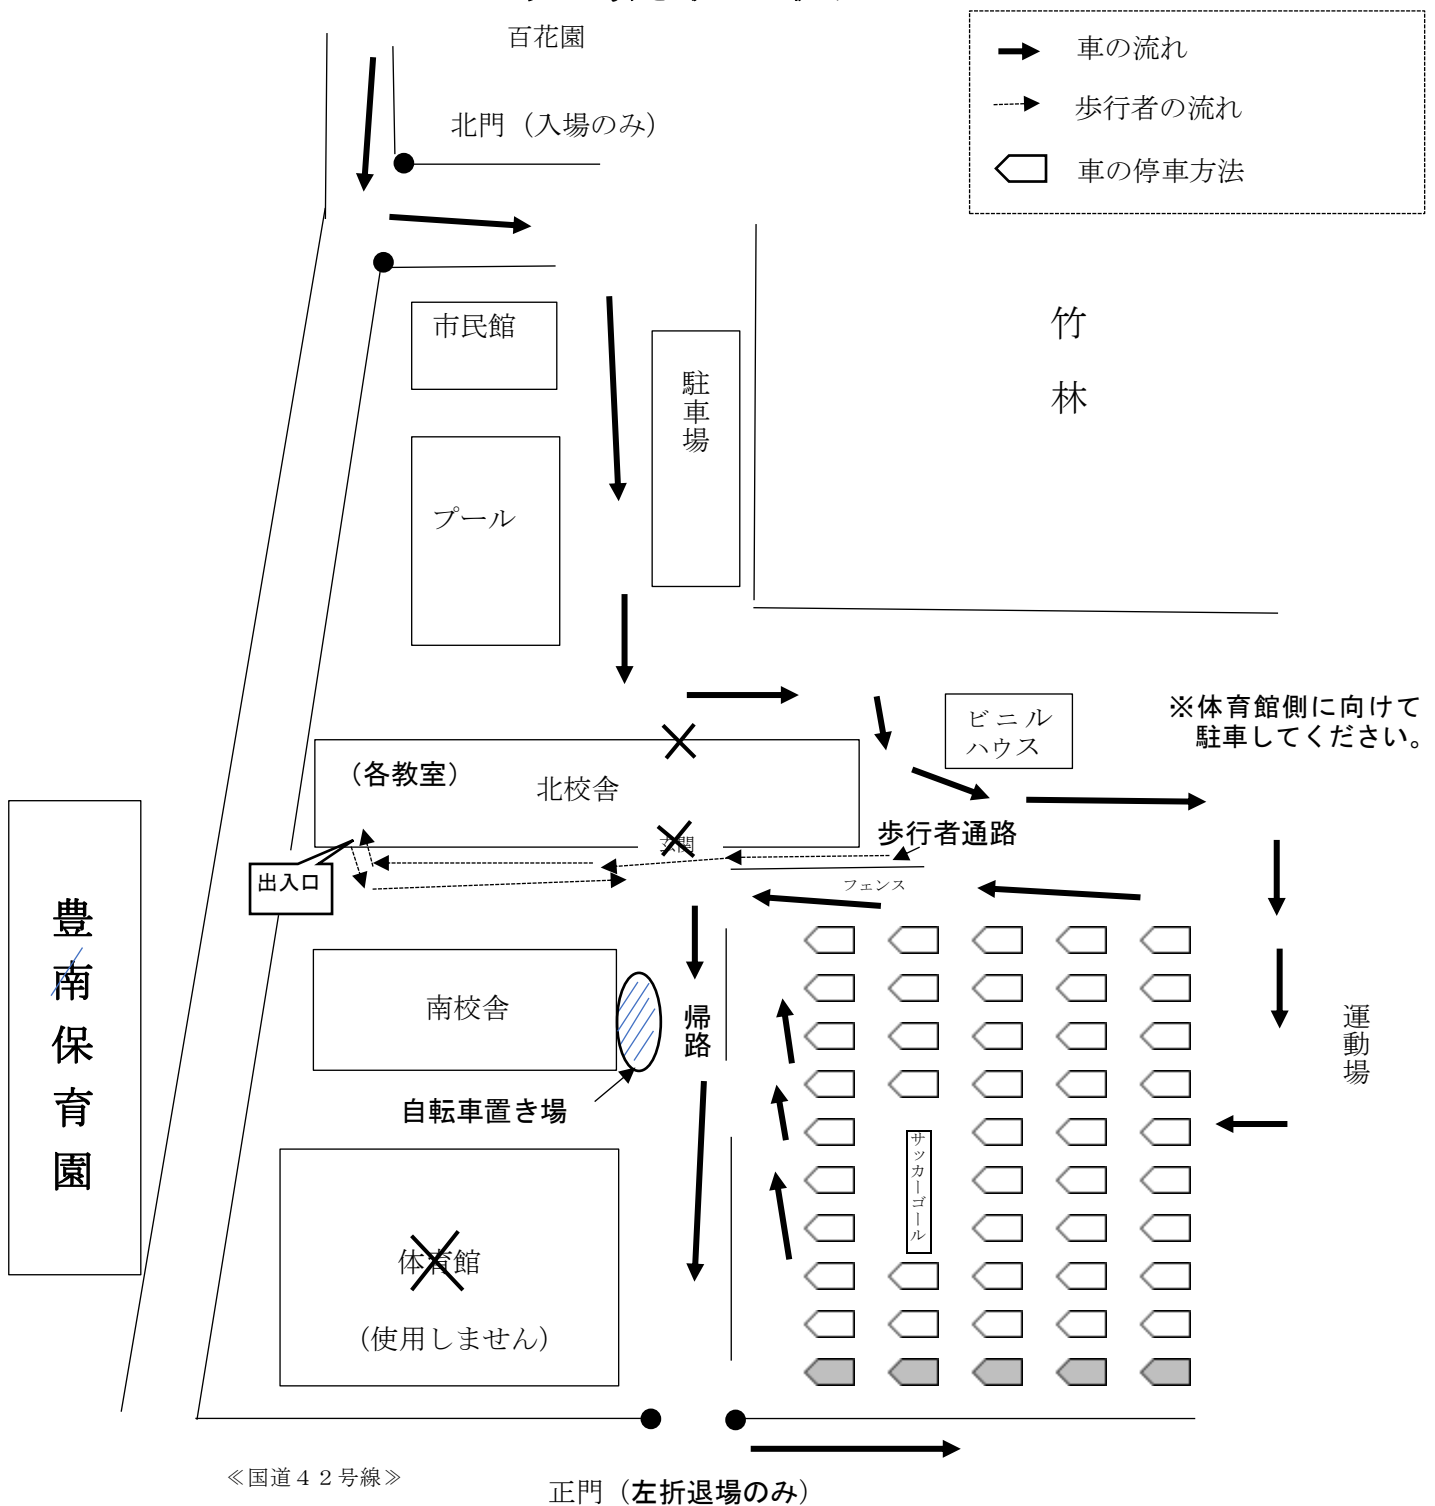 百花園
車の流れ
北門（入場のみ）
歩行者の流れ
車の停車方法
市民館
駐車場
竹林
プール
ビニル
ハウス
※体育館側に向けて
駐車してください。
（各教室）
北校舎
玄関
歩行者通路
出入口
フェンス
豊南保育園
南校舎
帰路
運動場
自転車置き場
サッカーゴール
体育館
（使用しません）
≪国道４２号線≫
正門（左折退場のみ）